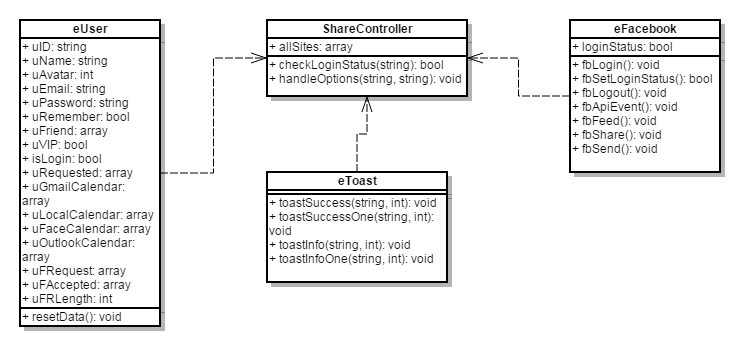 eUser
+ uID: string
+ uName: string
+ uAvatar: int
+ uEmail: string
+ uPassword: string
+ uRemember: bool
+ uFriend: array
+ uVIP: bool
+ isLogin: bool
+ uRequested: array
+ uGmailCalendar:
array
+ uLocalCalendar: array
+ uFaceCalendar: array
+ uOutlookCalendar:
array
+ uFRequest: array
+ uFAccepted: array
+ uFRLength: int
+ resetData(): void
ShareController
+ allSites: array
+ checkLoginStatus(string): bool
+ handleOptions(string, string): void
eToast
+ toastSuccess(string, int): void
+ toastSuccessOne(string, int):
void
+ toastInfo(string, int): void
+ toastInfoOne(string, int): void
eFacebook
+ loginStatus: bool
+ fbLogin(): void
+ fbSetLoginStatus(): bool
+ fbLogout(): void
+ fbApiEvent(): void
+ fbFeed(): void
+ fbShare(): void
+ fbSend(): void